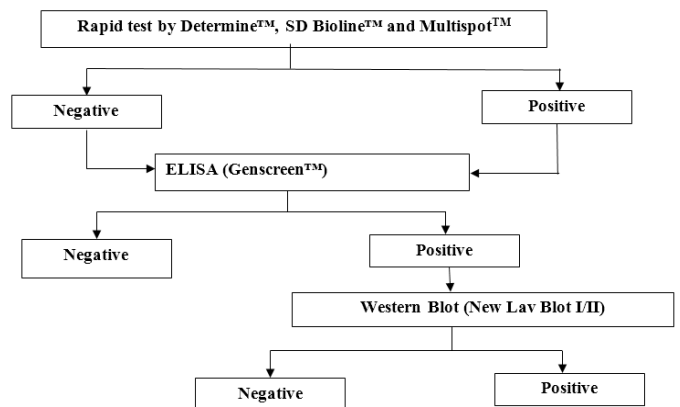 Rapid test by Determine™, SD Bioline™ and Multispot™
Negative
Positive
ELISA (Genscreen™)
Negative
Positive
Western Blot (New Lav Blot I/II)
Negative
Positive